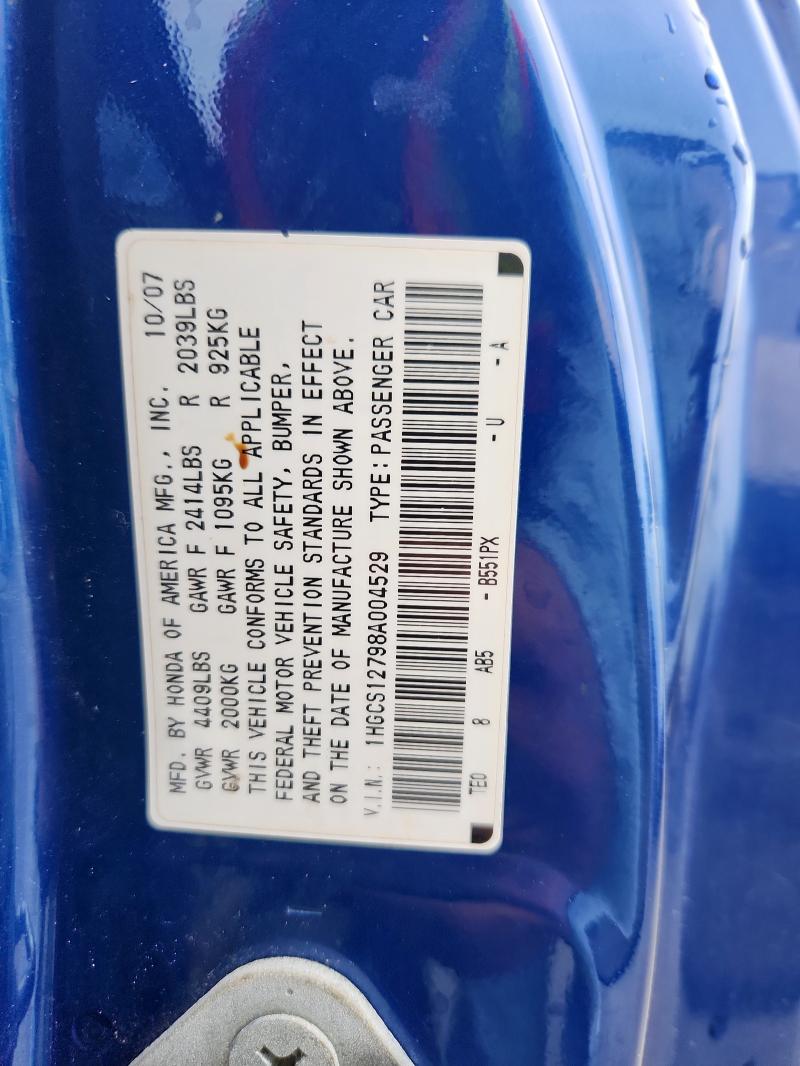 MFD. BY HONDA OF AMERICA MFG., INC. 10/07
GVWR 4409LBS GAWR F 2414LBS R 2039LBS
GVWR 2000KG GAWR F 1095KG R 925KG
THIS VEHICLE CONFORMS TO ALL APPLICABLE
FEDERAL MOTOR VEHICLE SAFETY, BUMPER,
AND THEFT PREVENTION STANDARDS IN EFFECT
ON THE DATE OF MANUFACTURE SHOWN ABOVE.
V.I.N.: 1HGCS12798A004529 TYPE:PASSENGER CAR
TE0 8 AB5 - B551PX - U - A